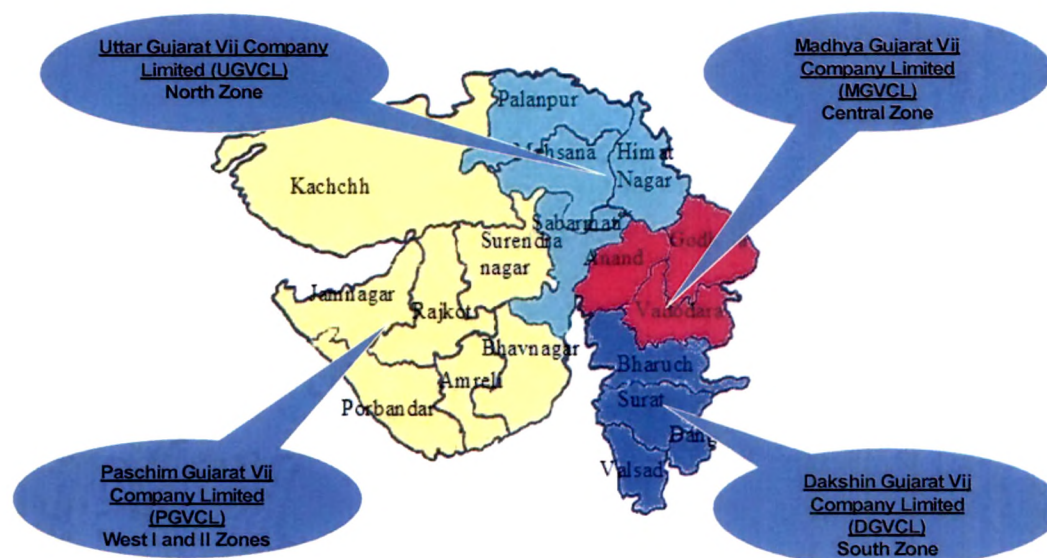 Uttar Gujarat Vij Company
Limited (UGVCL)
North Zone
Madhya Gujarat Vij
Company Limited
(MGVCL)
Central Zone
Palanpur
Mehsana
Himat
Nagar
Kachchh
Sabarmati
Surendra
nagar
Anand
Godhra
Jamnagar
Rajkot
Vadodara
Bhavnagar
Bharuch
Amreli
Surat
Porbandar
Dang
Valsad
Paschim Gujarat Vij
Company Limited
(PGVCL)
West I and II Zones
Dakshin Gujarat Vij
Company Limited
(DGVCL)
South Zone